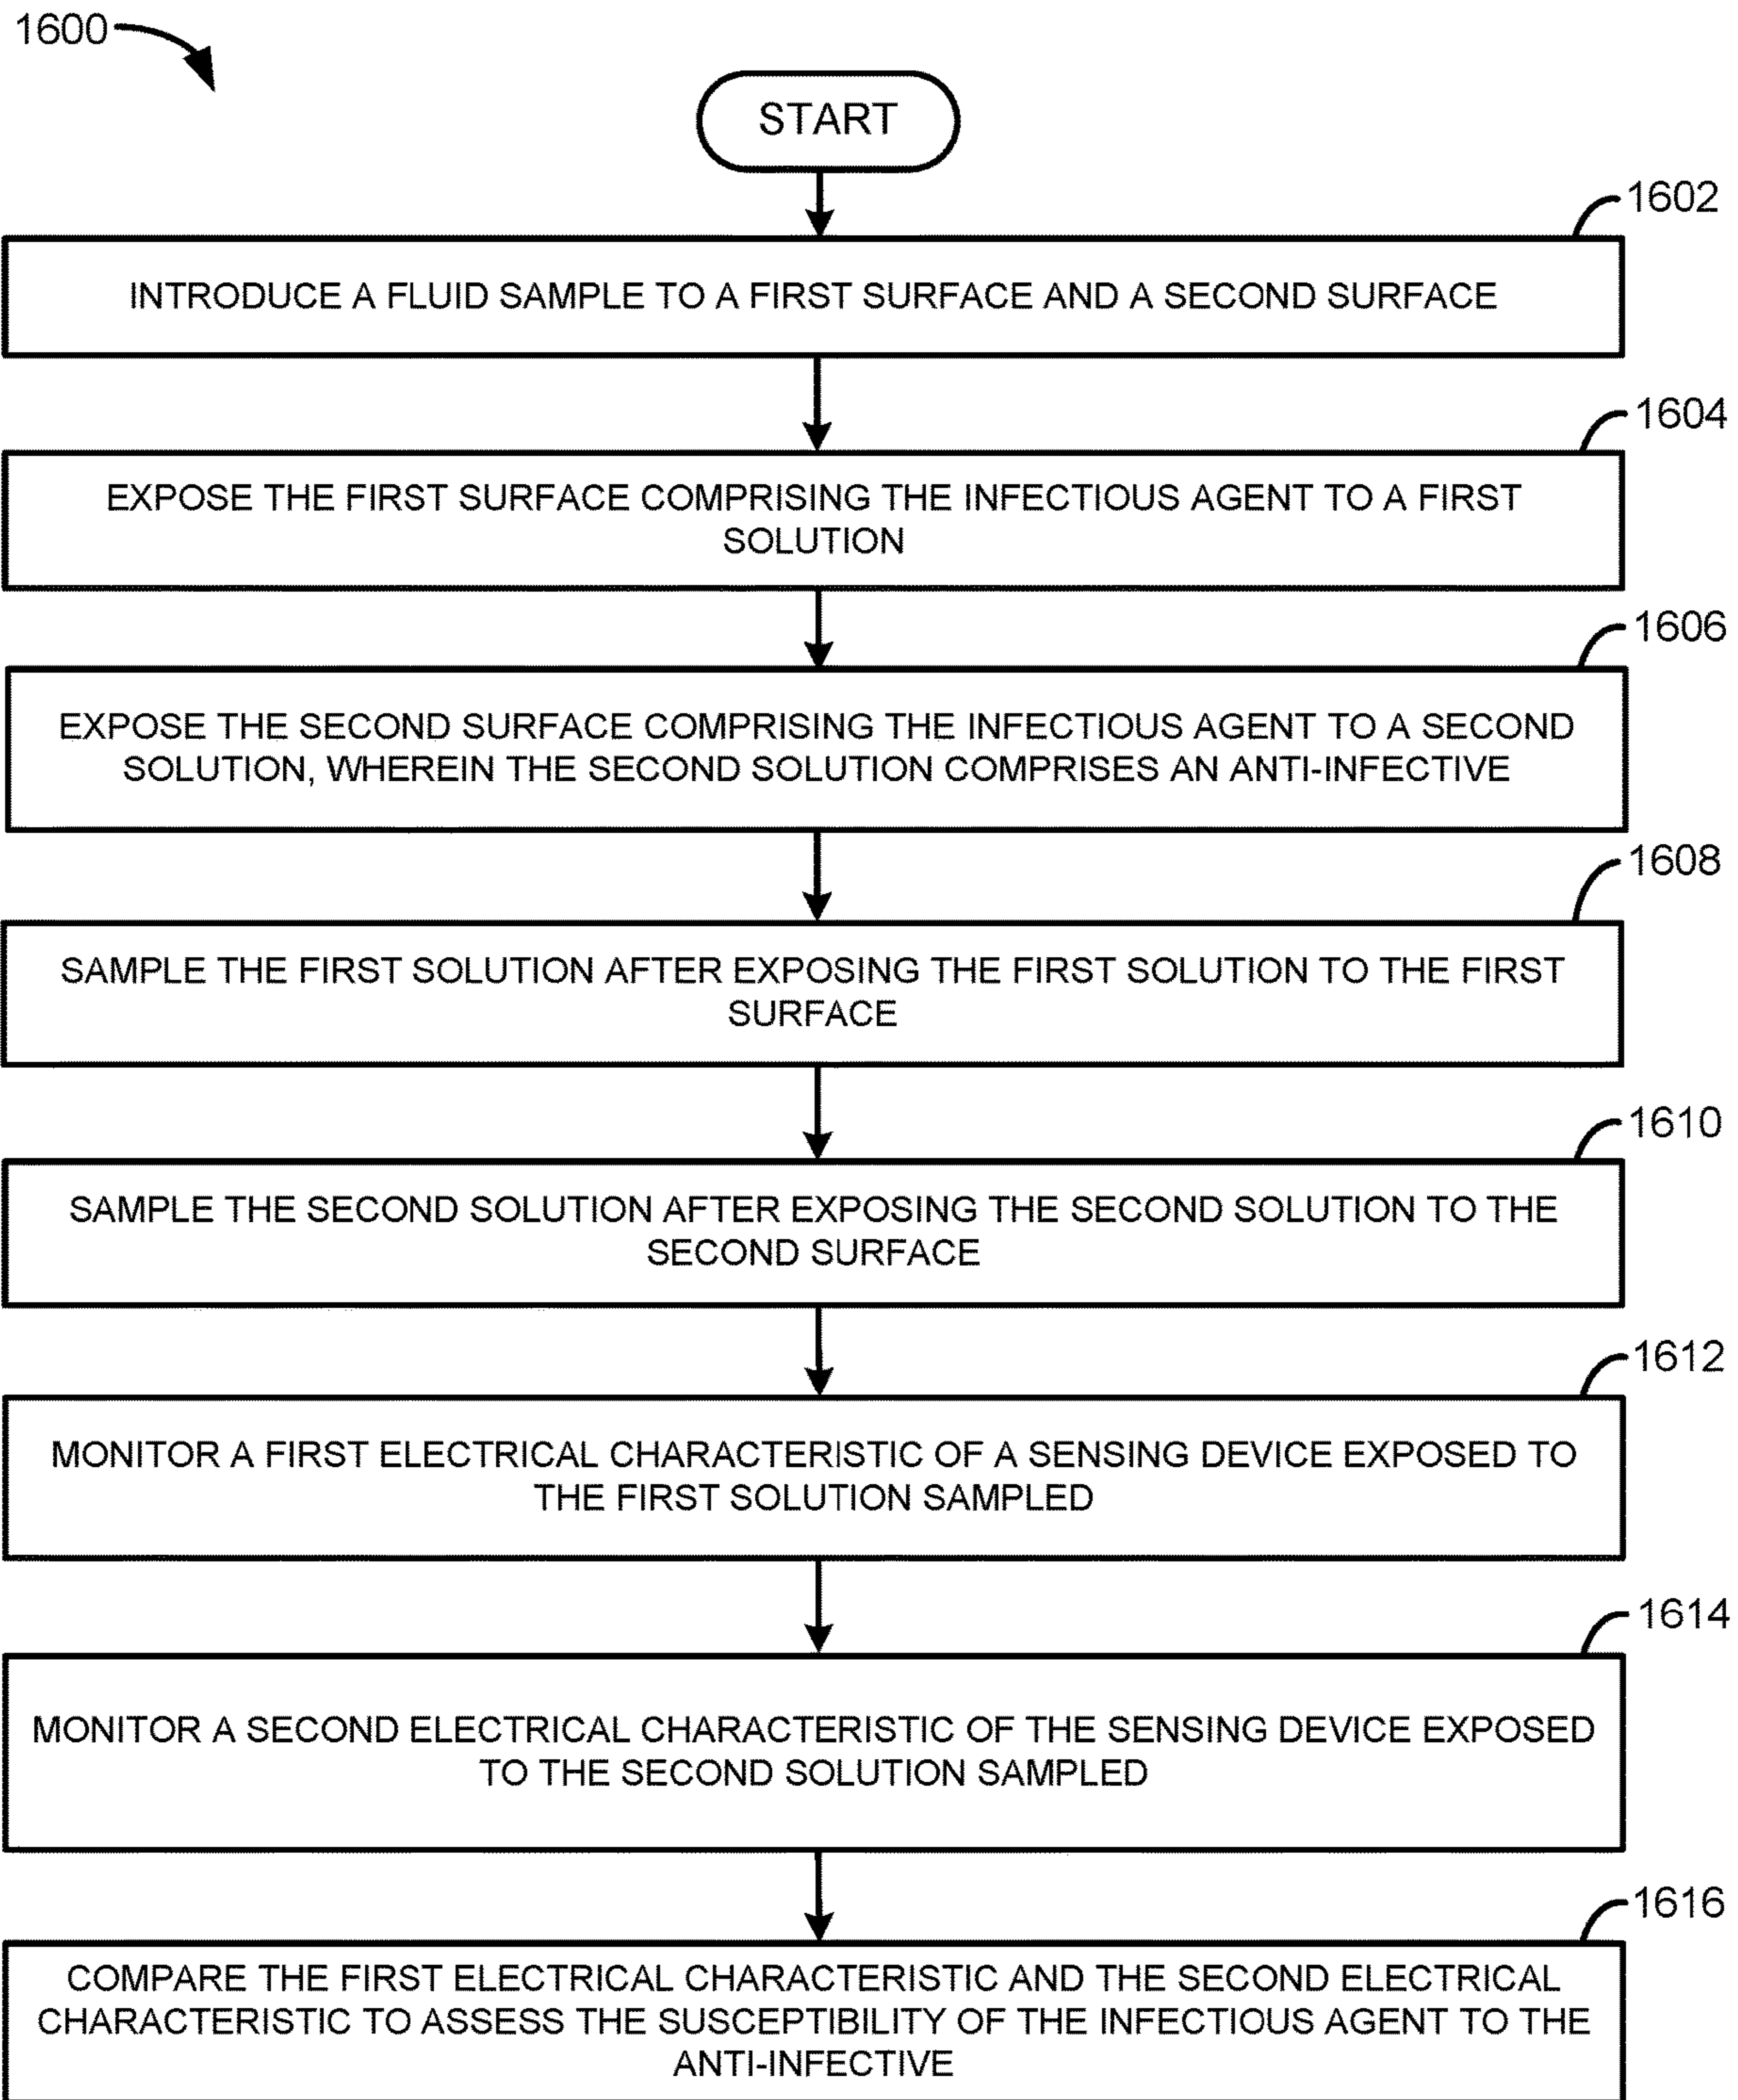 1600
START
1602
INTRODUCE A FLUID SAMPLE TO A FIRST SURFACE AND A SECOND SURFACE
1604
EXPOSE THE FIRST SURFACE COMPRISING THE INFECTIOUS AGENT TO A FIRST
SOLUTION
1606
EXPOSE THE SECOND SURFACE COMPRISING THE INFECTIOUS AGENT TO A SECOND
SOLUTION, WHEREIN THE SECOND SOLUTION COMPRISES AN ANTI-INFECTIVE
1608
SAMPLE THE FIRST SOLUTION AFTER EXPOSING THE FIRST SOLUTION TO THE FIRST
SURFACE
1610
SAMPLE THE SECOND SOLUTION AFTER EXPOSING THE SECOND SOLUTION TO THE
SECOND SURFACE
1612
MONITOR A FIRST ELECTRICAL CHARACTERISTIC OF A SENSING DEVICE EXPOSED TO
THE FIRST SOLUTION SAMPLED
1614
MONITOR A SECOND ELECTRICAL CHARACTERISTIC OF THE SENSING DEVICE EXPOSED
TO THE SECOND SOLUTION SAMPLED
1616
COMPARE THE FIRST ELECTRICAL CHARACTERISTIC AND THE SECOND ELECTRICAL
CHARACTERISTIC TO ASSESS THE SUSCEPTIBILITY OF THE INFECTIOUS AGENT TO THE
ANTI-INFECTIVE